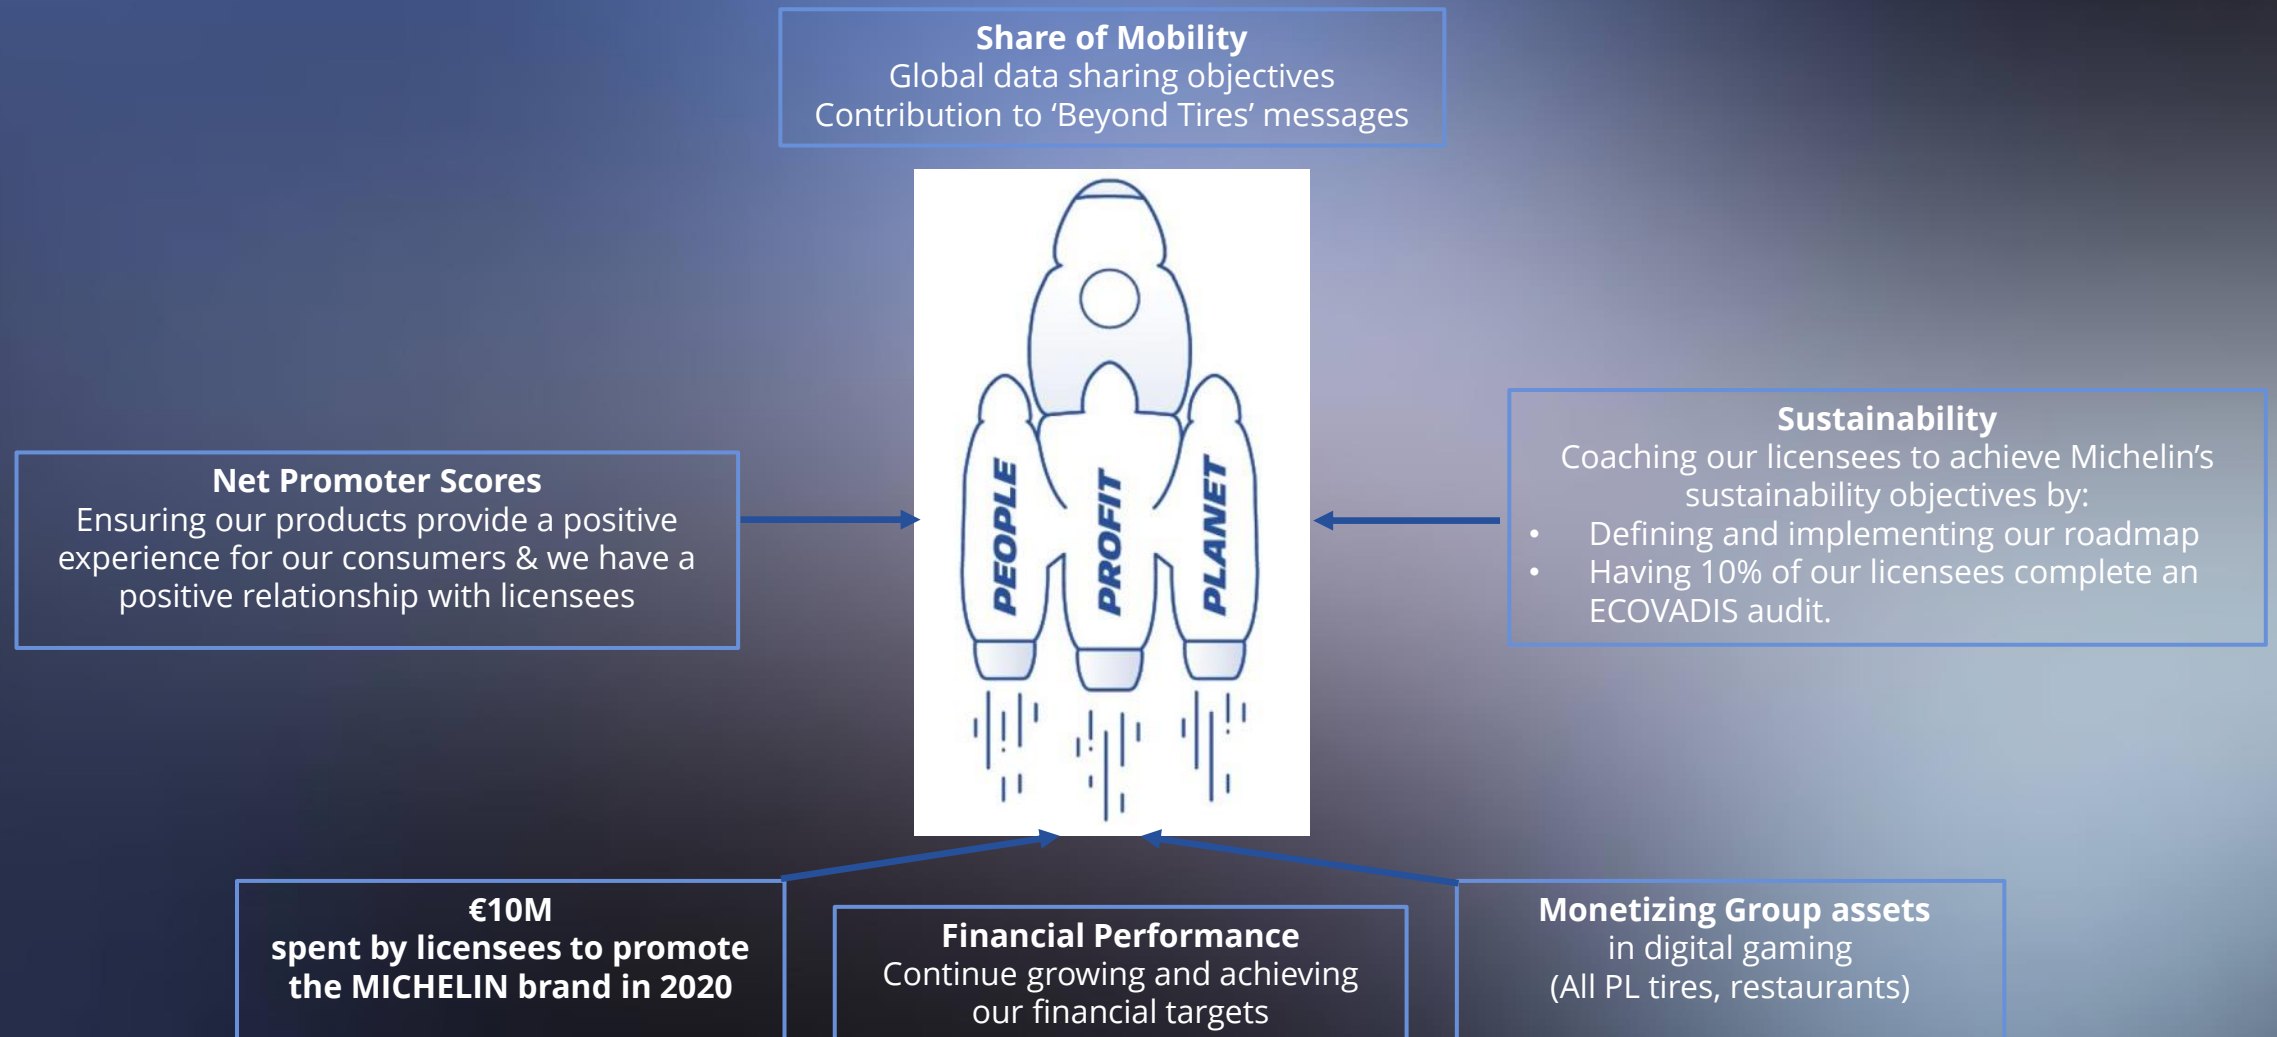 Share of Mobility
Global data sharing objectives
Contribution to ‘Beyond Tires’ messages
Net Promoter Scores
Ensuring our products provide a positive
experience for our consumers & we have a
positive relationship with licensees
PEOPLE
PROFIT
PLANET
Sustainability
Coaching our licensees to achieve Michelin’s
sustainability objectives by:
• Defining and implementing our roadmap
• Having 10% of our licensees complete an
ECOVADIS audit.
€10M
spent by licensees to promote
the MICHELIN brand in 2020
Financial Performance
Continue growing and achieving
our financial targets
Monetizing Group assets
in digital gaming
(All PL tires, restaurants)